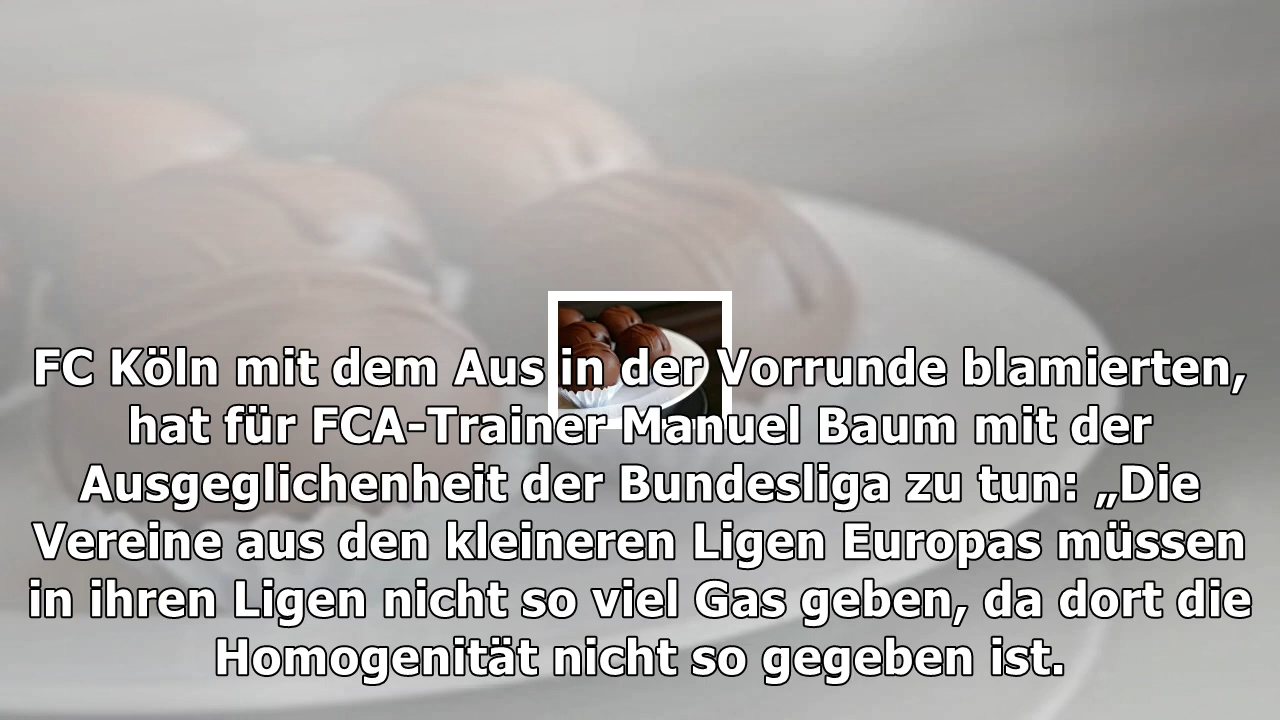 FC Köln mit dem Aus in der Vorrunde blamierten,
hat für FCA-Trainer Manuel Baum mit der
Ausgeglichenheit der Bundesliga zu tun: „Die
Vereine aus den kleineren Ligen Europas müssen
in ihren Ligen nicht so viel Gas geben, da dort die
Homogenität nicht so gegeben ist.